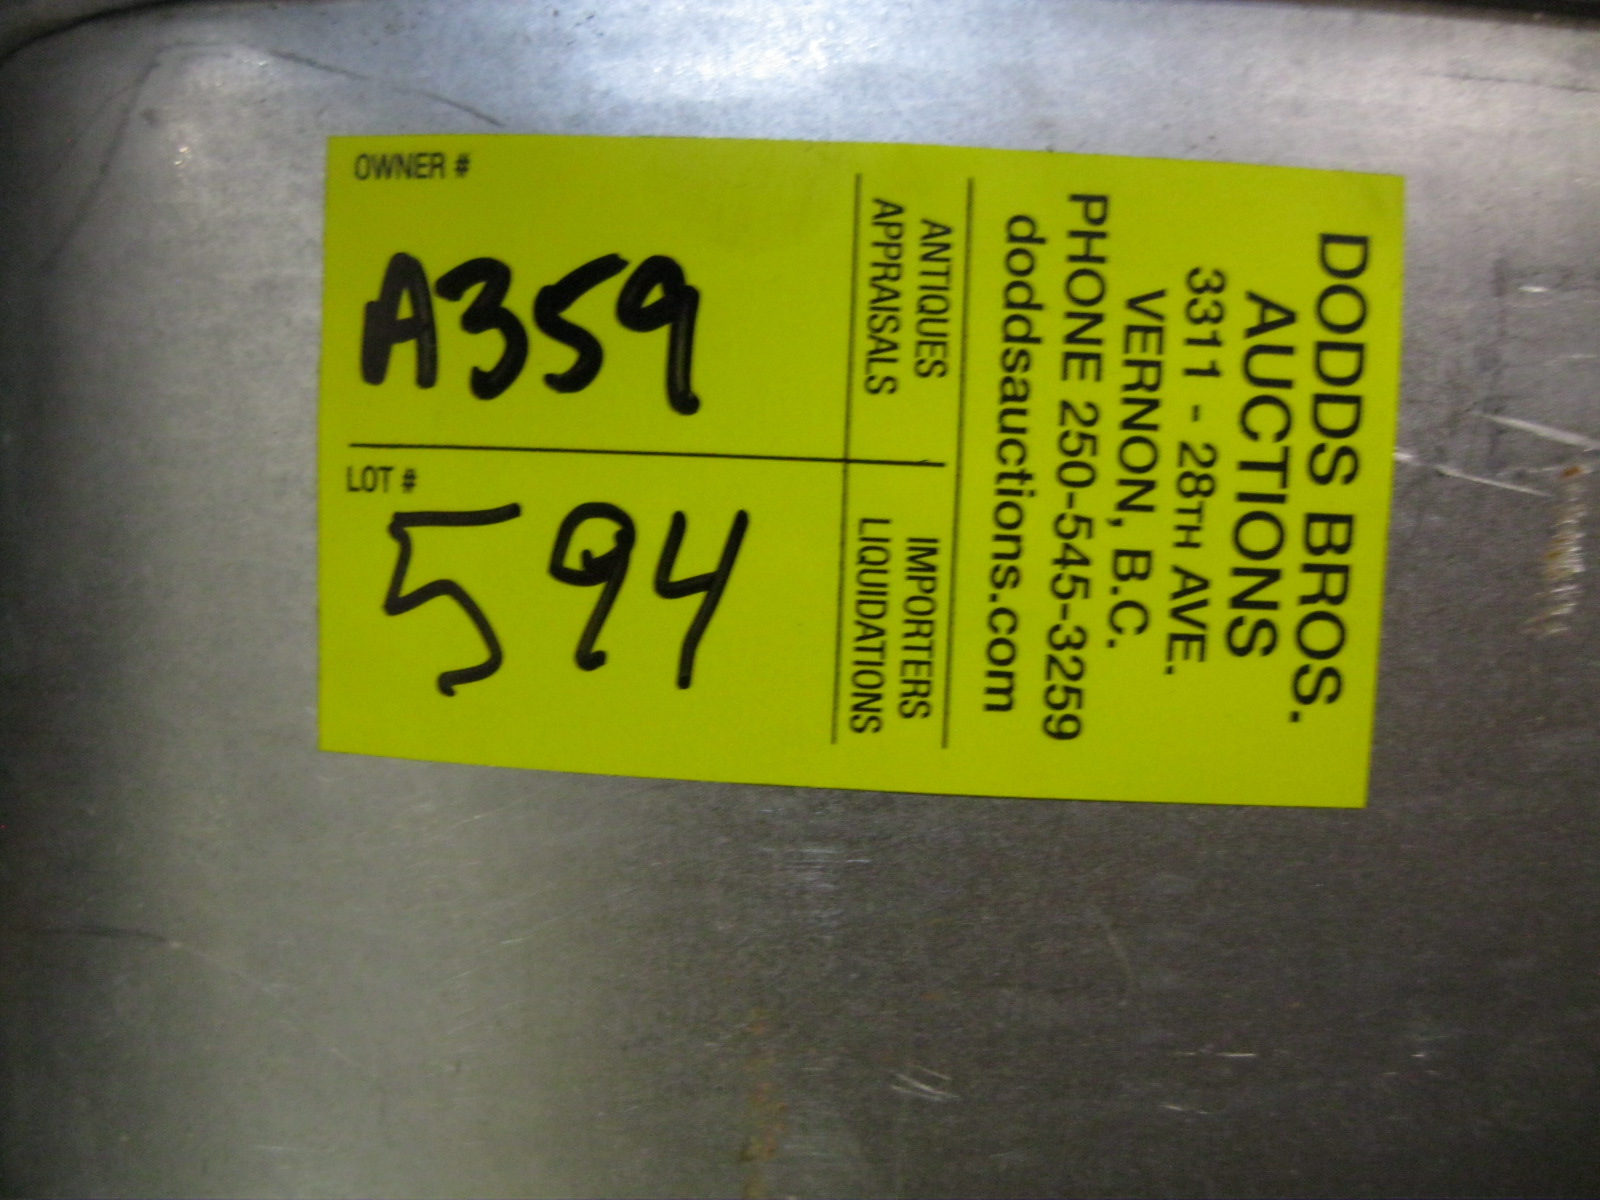 DODDS BROS.
AUCTIONS
3311 - 28TH AVE.
VERNON, B.C.
PHONE 250-545-3259
doddsauctions.com
ANTIQUES
APPRAISALS
IMPORTERS
LIQUIDATIONS
OWNER #
A359
LOT #
594